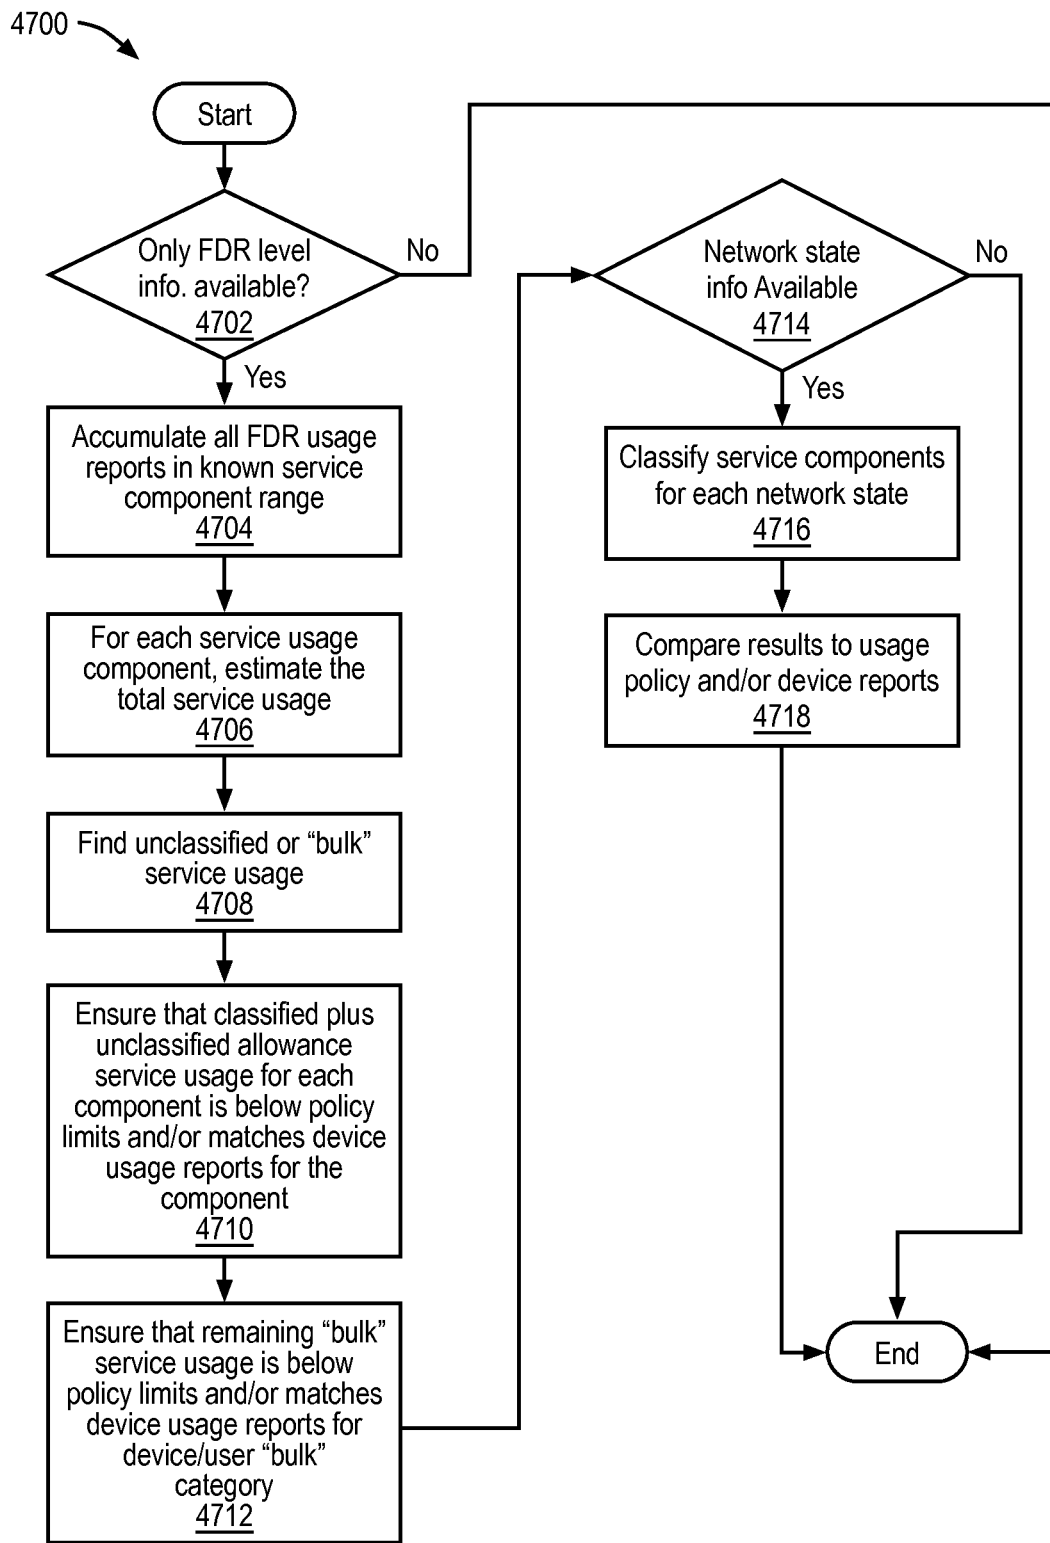 4700
Start
Only FDR level
info. available?
4702
No
Yes
Accumulate all FDR usage
reports in known service
component range
4704
For each service usage
component, estimate the
total service usage
4706
Find unclassified or “bulk”
service usage
4708
Ensure that classified plus
unclassified allowance
service usage for each
component is below policy
limits and/or matches device
usage reports for the
component
4710
Ensure that remaining “bulk”
service usage is below
policy limits and/or matches
device usage reports for
device/user “bulk”
category
4712
Network state
info Available
4714
No
Yes
Classify service components
for each network state
4716
Compare results to usage
policy and/or device reports
4718
End